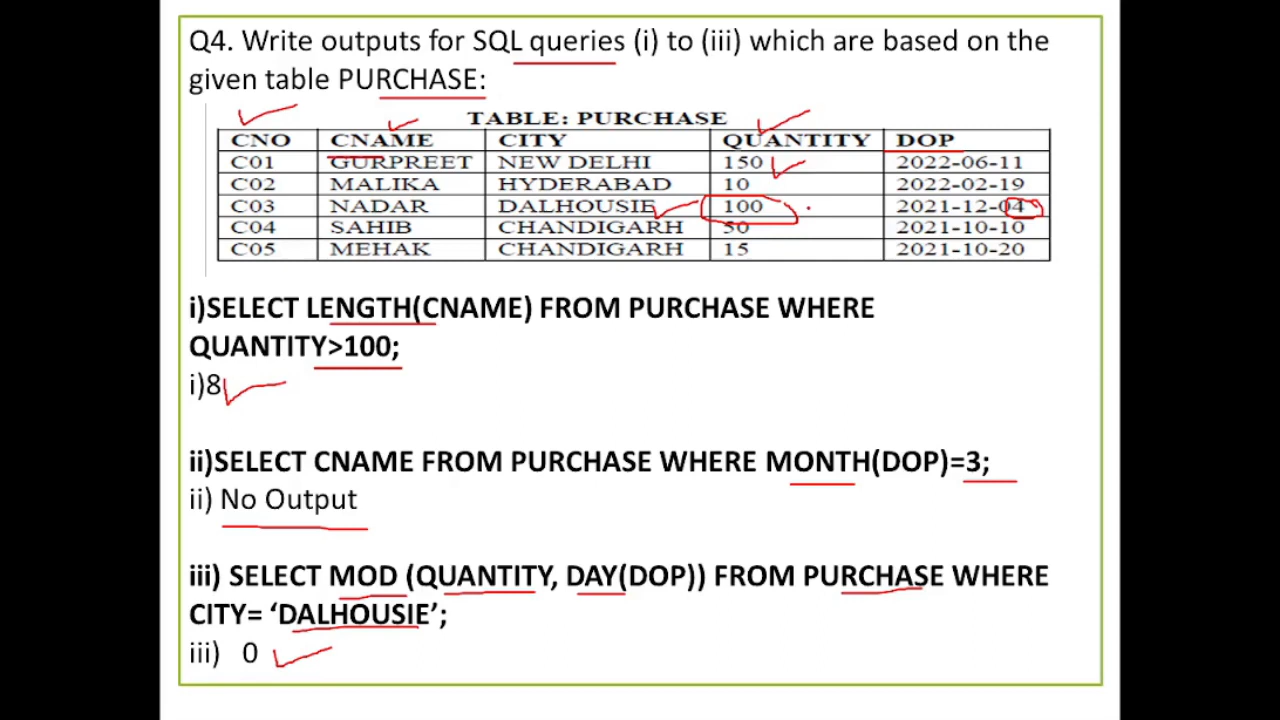 Q4. Write outputs for SQL queries (i) to (iii) which are based on the
given table PURCHASE:
TABLE: PURCHASE
CNO CNAME CITY QUANTITY DOP
C01 GURPREET NEW DELHI 150 2022-06-11
C02 MALIKA HYDERABAD 10 2022-02-19
C03 NADAR DALHOUSIE 100 2021-12-04
C04 SAHIB CHANDIGARH 50 2021-10-10
C05 MEHAK CHANDIGARH 15 2021-10-20
i)SELECT LENGTH(CNAME) FROM PURCHASE WHERE
QUANTITY>100;
i)8
ii)SELECT CNAME FROM PURCHASE WHERE MONTH(DOP)=3;
ii) No Output
iii) SELECT MOD (QUANTITY, DAY(DOP)) FROM PURCHASE WHERE
CITY= ‘DALHOUSIE’;
iii) 0